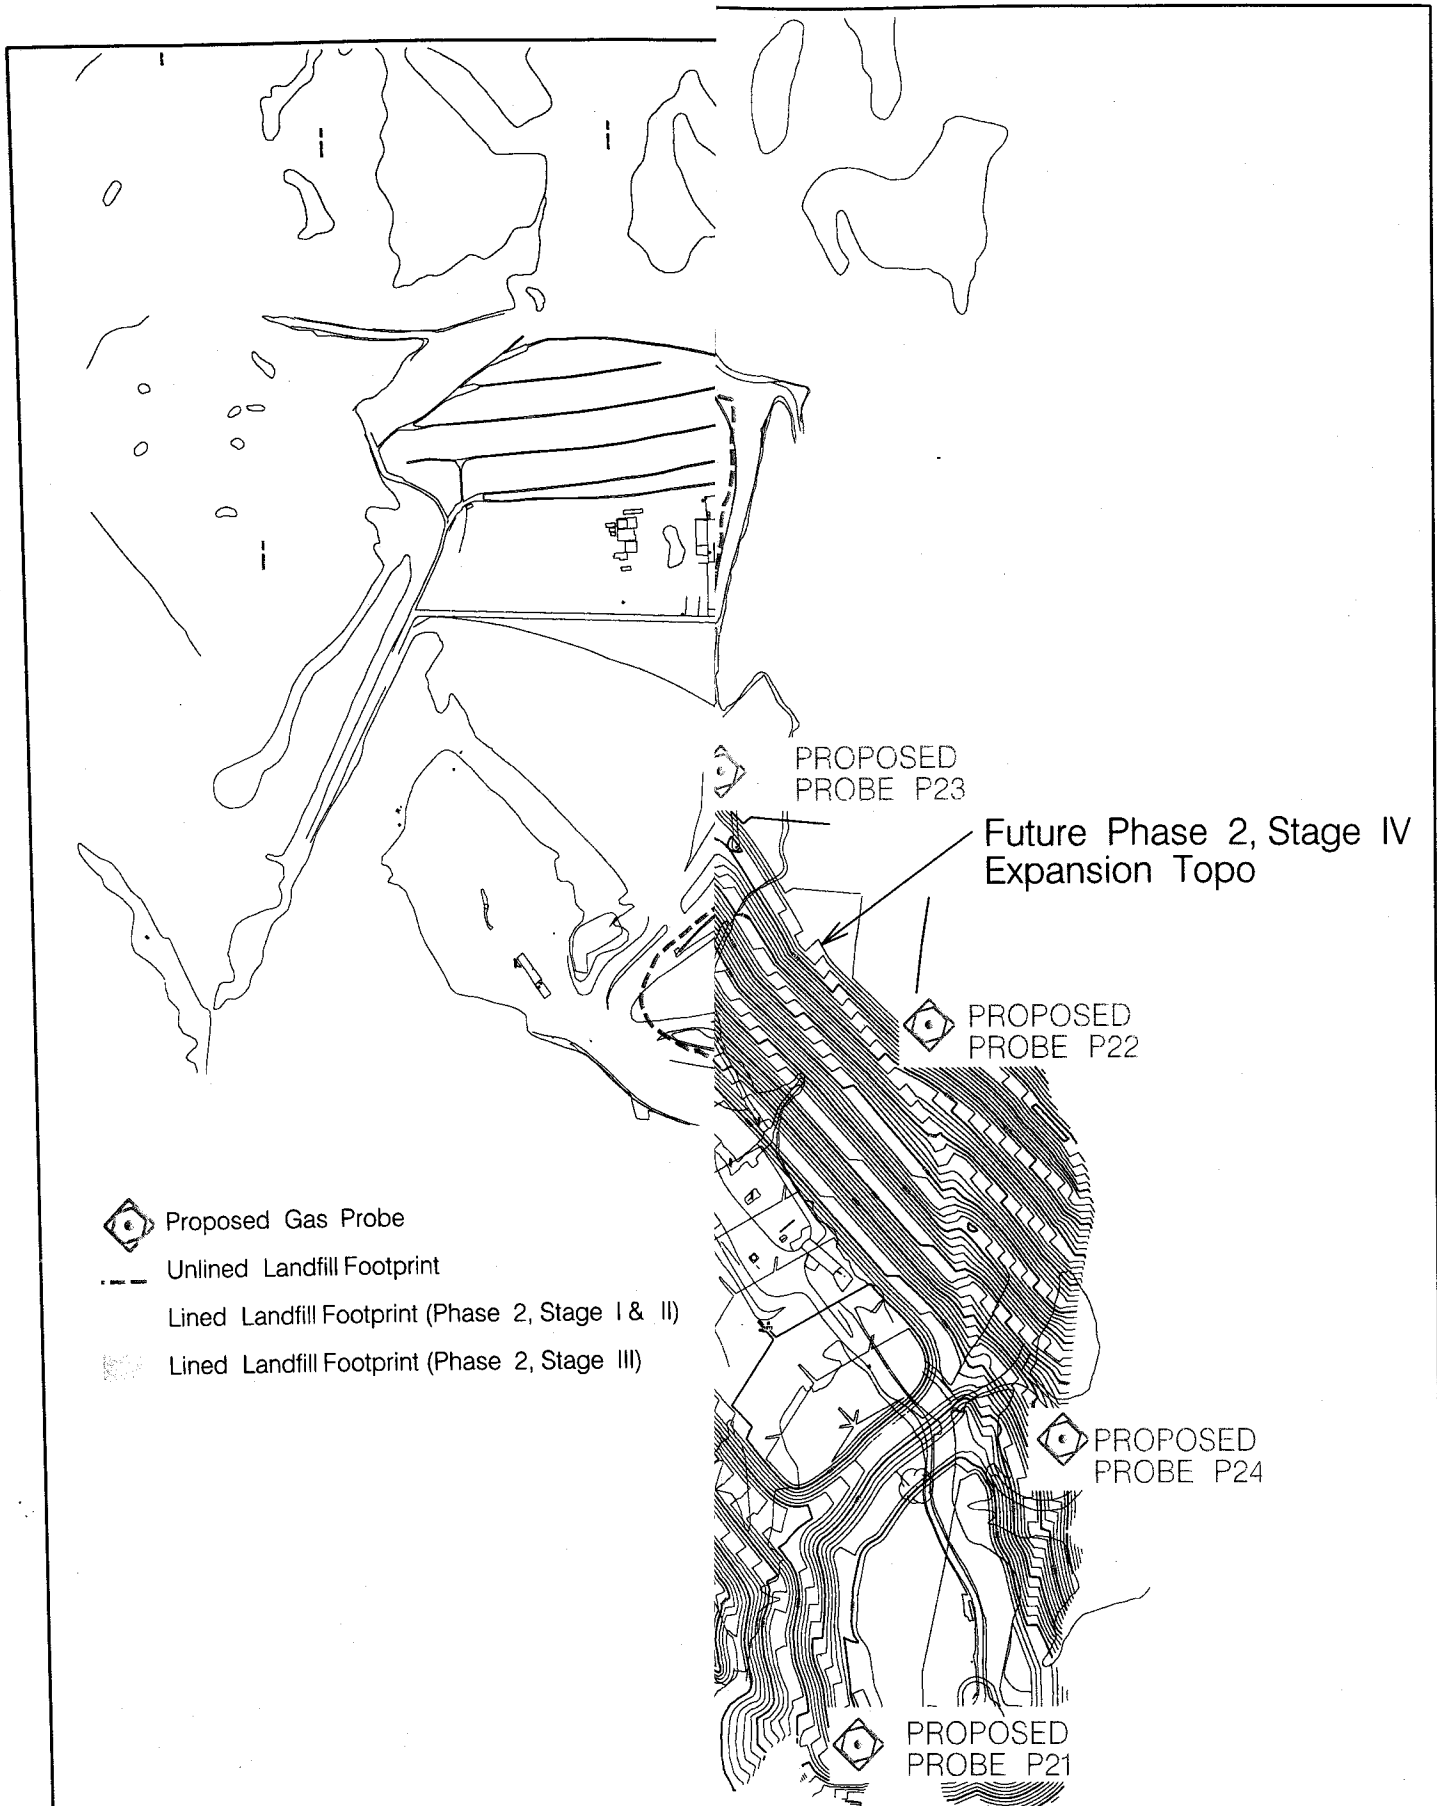 PROPOSED
PROBE P23
Future Phase 2, Stage IV
Expansion Topo
PROPOSED
PROBE P22
Proposed Gas Probe
Unlined Landfill Footprint
Lined Landfill Footprint (Phase 2, Stage I & II)
Lined Landfill Footprint (Phase 2, Stage III)
PROPOSED
PROBE P24
PROPOSED
PROBE P21